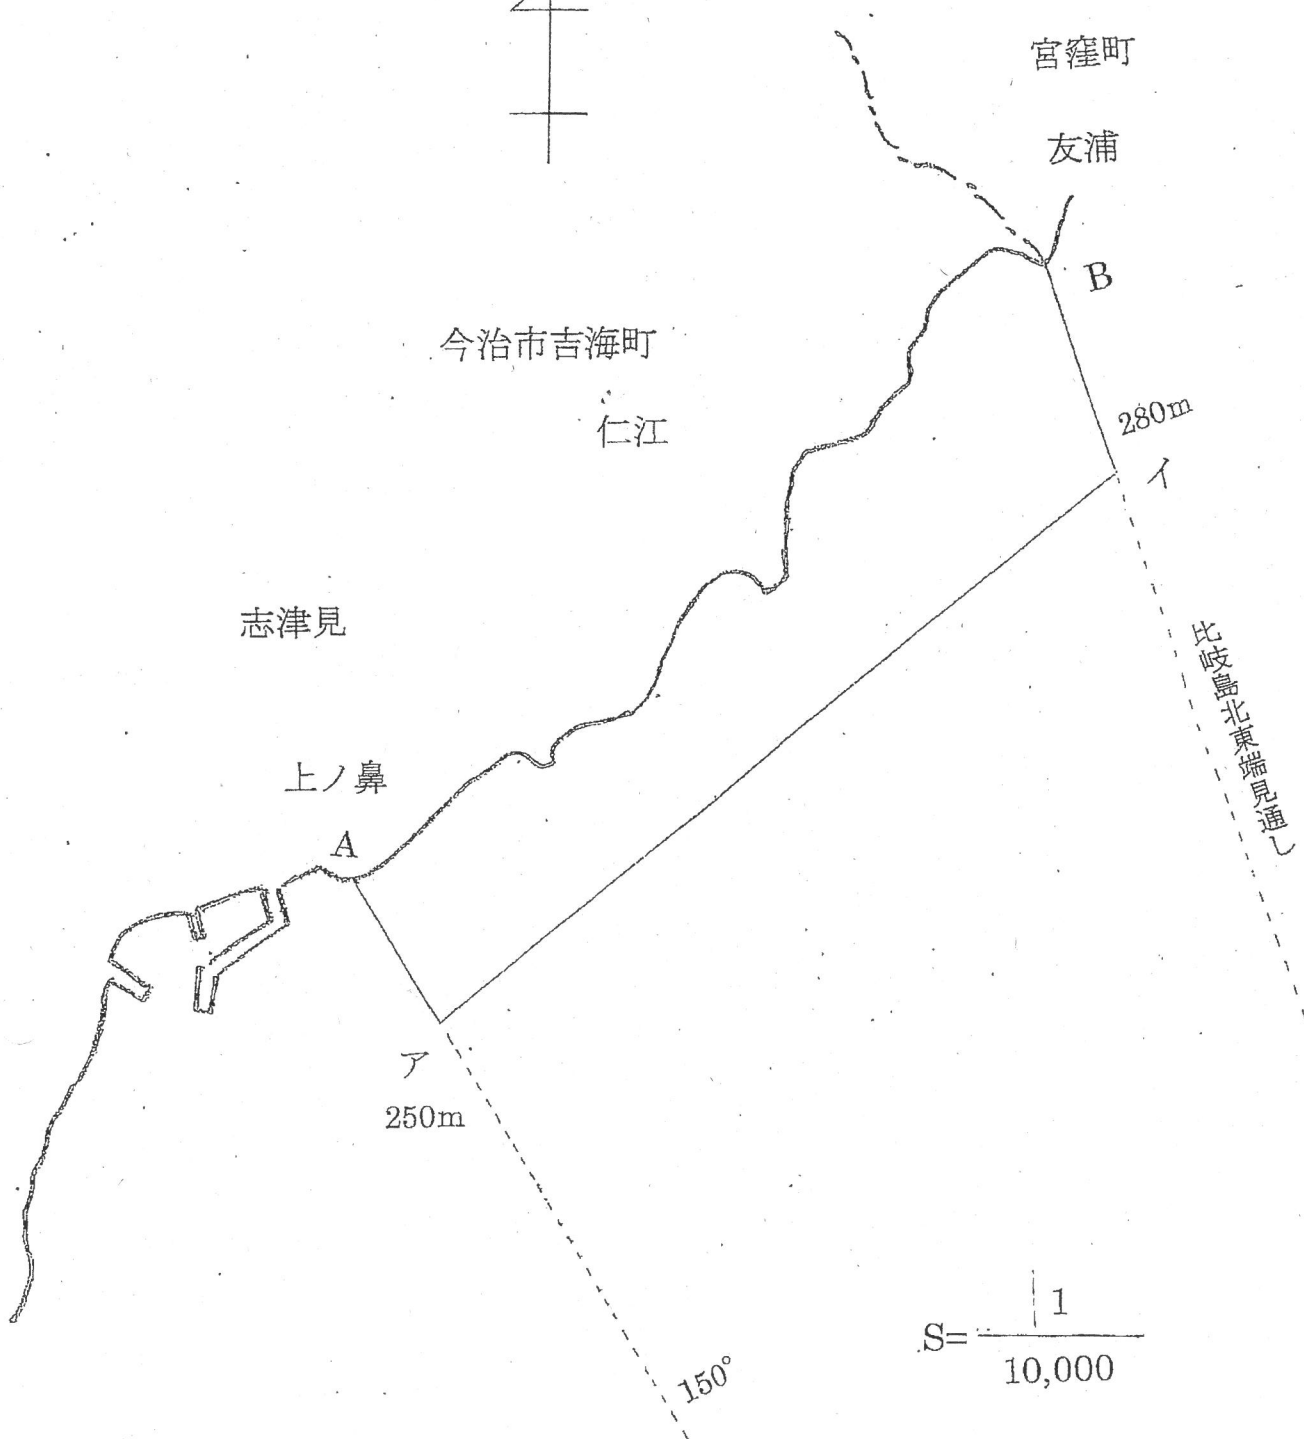 宮窪町
友浦
B
今治市吉海町
280m
仁江
イ
志津見
比岐島北東端見通し
上ノ鼻
A
ア
250m
150°
S=1/10,000